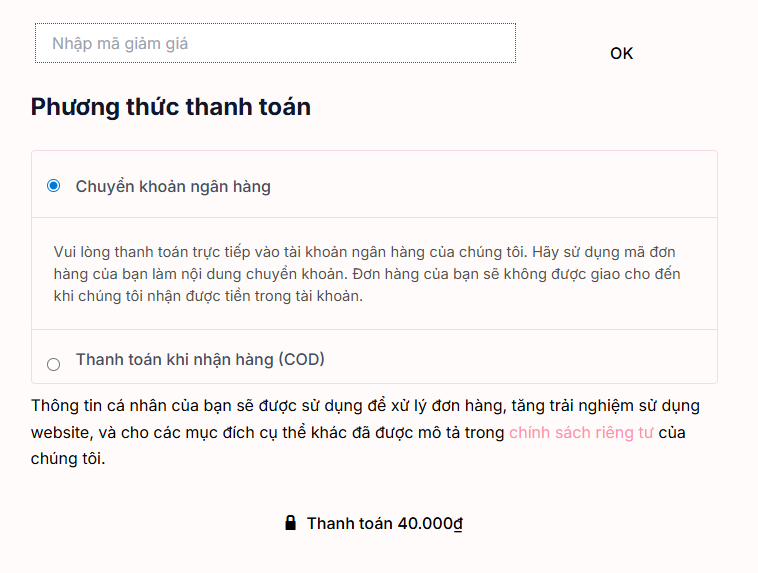 Nhập mã giảm giá
OK
Phương thức thanh toán
Chuyển khoản ngân hàng
Vui lòng thanh toán trực tiếp vào tài khoản ngân hàng của chúng tôi. Hãy sử dụng mã đơn
hàng của bạn làm nội dung chuyển khoản. Đơn hàng của bạn sẽ không được giao cho đến
khi chúng tôi nhận được tiền trong tài khoản.
Thanh toán khi nhận hàng (COD)
Thông tin cá nhân của bạn sẽ được sử dụng để xử lý đơn hàng, tăng trải nghiệm sử dụng
website, và cho các mục đích cụ thể khác đã được mô tả trong chính sách riêng tư của
chúng tôi.
Thanh toán 40.000₫